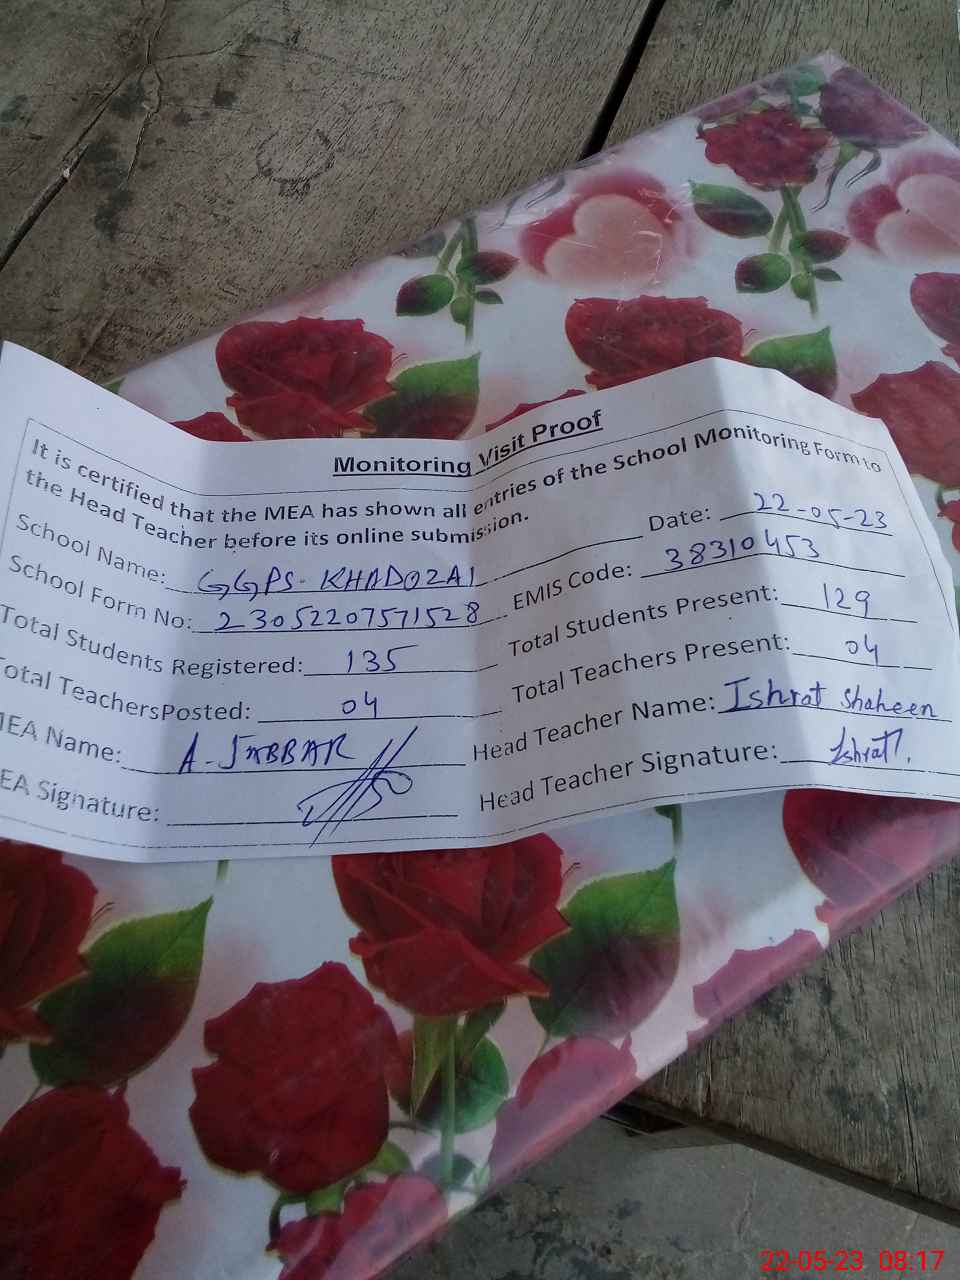 Monitoring Visit Proof
It is certified that the MEA has shown all entries of the School Monitoring Form to
the Head Teacher before its online submission.
Date: 22-05-23
School Name: GGPS. KHADOZAI
EMIS Code: 38310453
School Form No: 23052207571528
Total Students Present: 129
Total Students Registered: 135
Total Teachers Present: 04
otal TeachersPosted: 04
Head Teacher Name: Ishrat Shaheen
MEA Name: A. JABBAR
Head Teacher Signature: Ishrat
EA Signature:
22-05-23 08:17